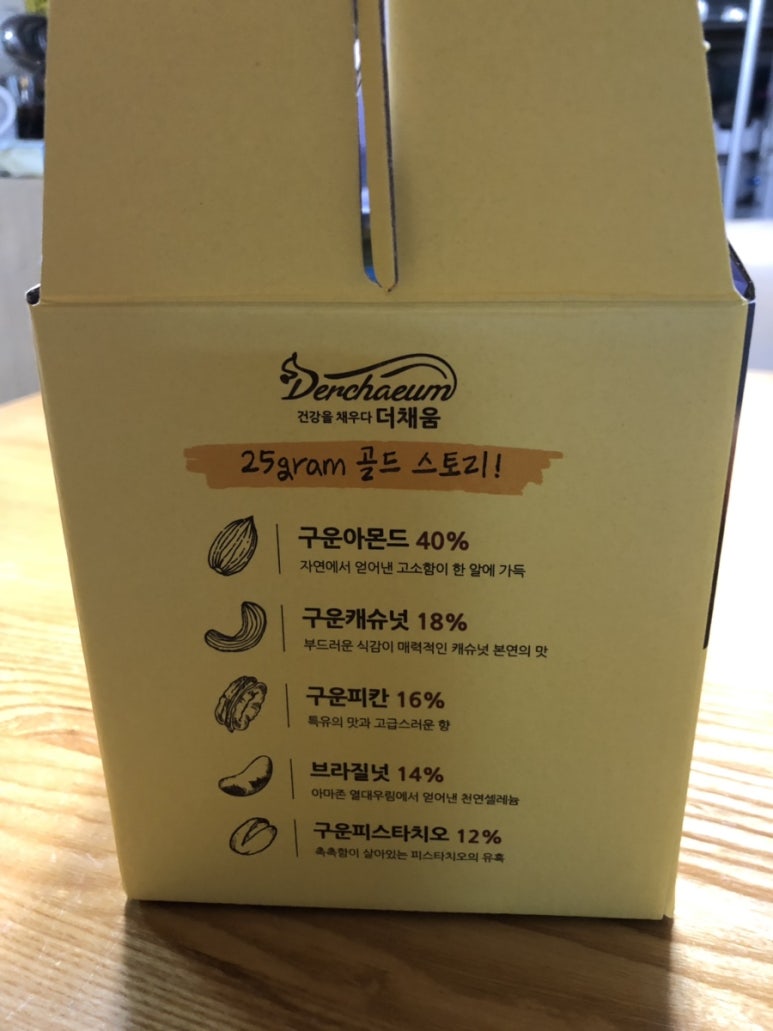 Derchaeum
건강을 채우다 더채움
25gram 골드 스토리!
구운아몬드 40%
자연에서 얻어낸 고소함이 한 알에 가득
구운캐슈넛 18%
부드러운 식감이 매력적인 캐슈넛 본연의 맛
구운피칸 16%
특유의 맛과 고급스러운 향
브라질넛 14%
아마존 열대우림에서 얻어낸 천연셀레늄
구운피스타치오 12%
촉촉함이 살아있는 피스타치오의 유혹